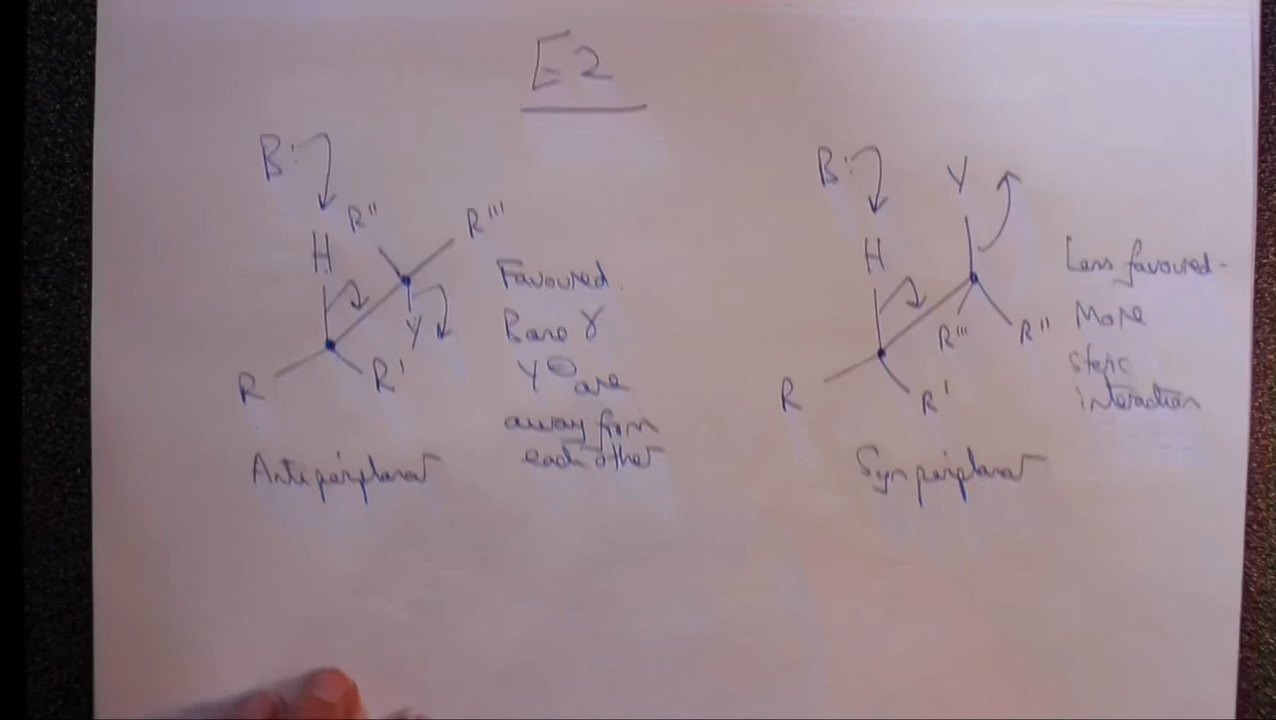 E2
B:
H
R''
R'''
Y
R
R'
Antiperiplanar
Favoured.
Base &
Y⊖ are
away from
each other
B:
Y
H
R'''
R''
R
R'
Synperiplanar
Less favoured-
More
steric
interaction